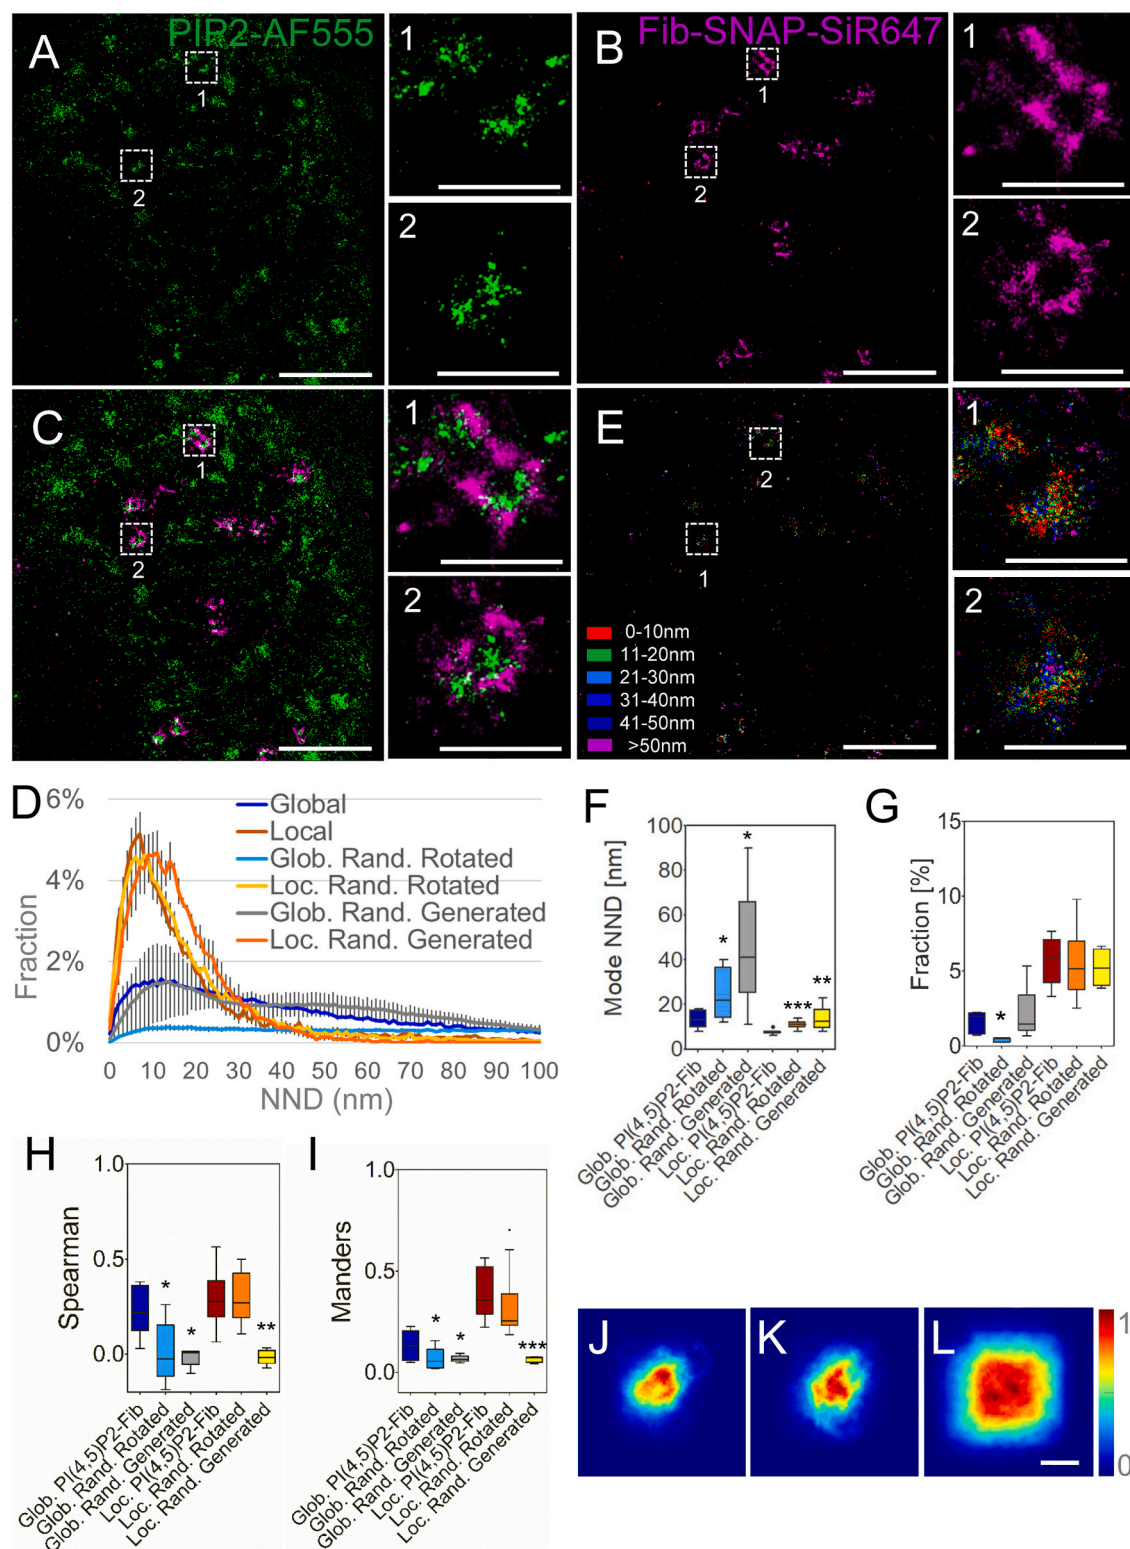 A
PIP2-AF555
1
2
1
2
B
Fib-SNAP-SiR647
1
2
1
2
C
1
2
1
2
E
2
1
0-10nm
11-20nm
21-30nm
31-40nm
41-50nm
>50nm
1
2
D
6%
4%
2%
0%
Fraction
0 10 20 30 40 50 60 70 80 90 100
NND (nm)
Global
Local
Glob. Rand. Rotated
Loc. Rand. Rotated
Glob. Rand. Generated
Loc. Rand. Generated
F
Mode NND [nm]
100
80
60
40
20
0
*
*
***
**
Glob. PI(4,5)P2-Fib
Glob. Rand. Rotated
Glob. Rand. Generated
Loc. PI(4,5)P2-Fib
Loc. Rand. Rotated
Loc. Rand. Generated
G
Fraction [%]
15
10
5
0
*
Glob. PI(4,5)P2-Fib
Glob. Rand. Rotated
Glob. Rand. Generated
Loc. PI(4,5)P2-Fib
Loc. Rand. Rotated
Loc. Rand. Generated
H
Spearman
1.0
0.5
0.0
*
*
**
Glob. PI(4,5)P2-Fib
Glob. Rand. Rotated
Glob. Rand. Generated
Loc. PI(4,5)P2-Fib
Loc. Rand. Rotated
Loc. Rand. Generated
I
Manders
1.0
0.5
0.0
*
*
***
Glob. PI(4,5)P2-Fib
Glob. Rand. Rotated
Glob. Rand. Generated
Loc. PI(4,5)P2-Fib
Loc. Rand. Rotated
Loc. Rand. Generated
J
K
L
1
0